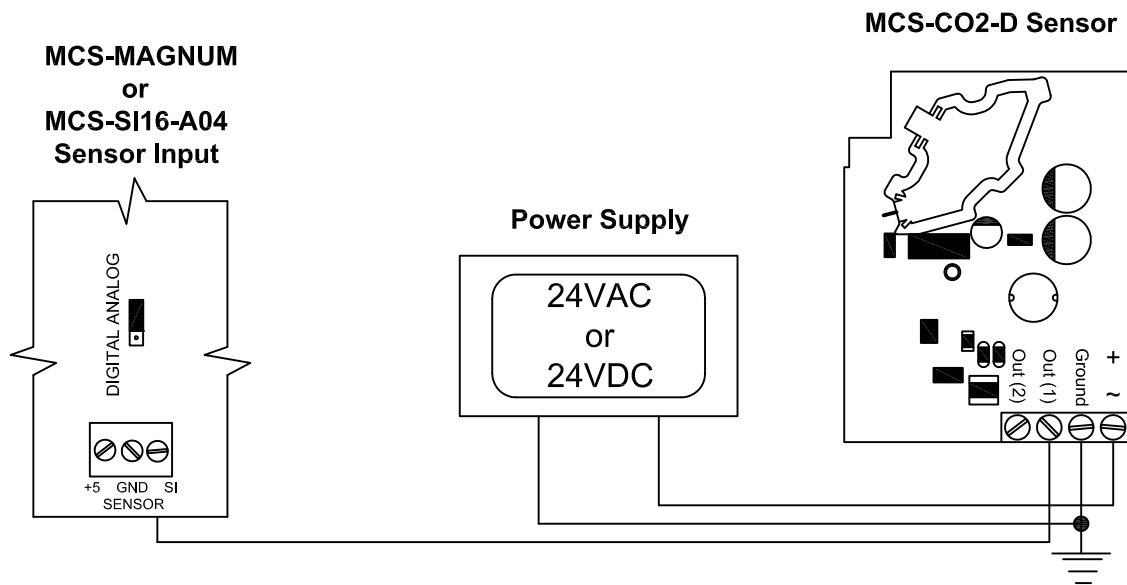 MCS-CO2-D Sensor
MCS-MAGNUM
or
MCS-SI16-A04
Sensor Input
Power Supply
24VAC
or
24VDC
DIGITAL ANALOG
+5 GND SI
SENSOR
Out (2)
Out (1)
Ground
+
~